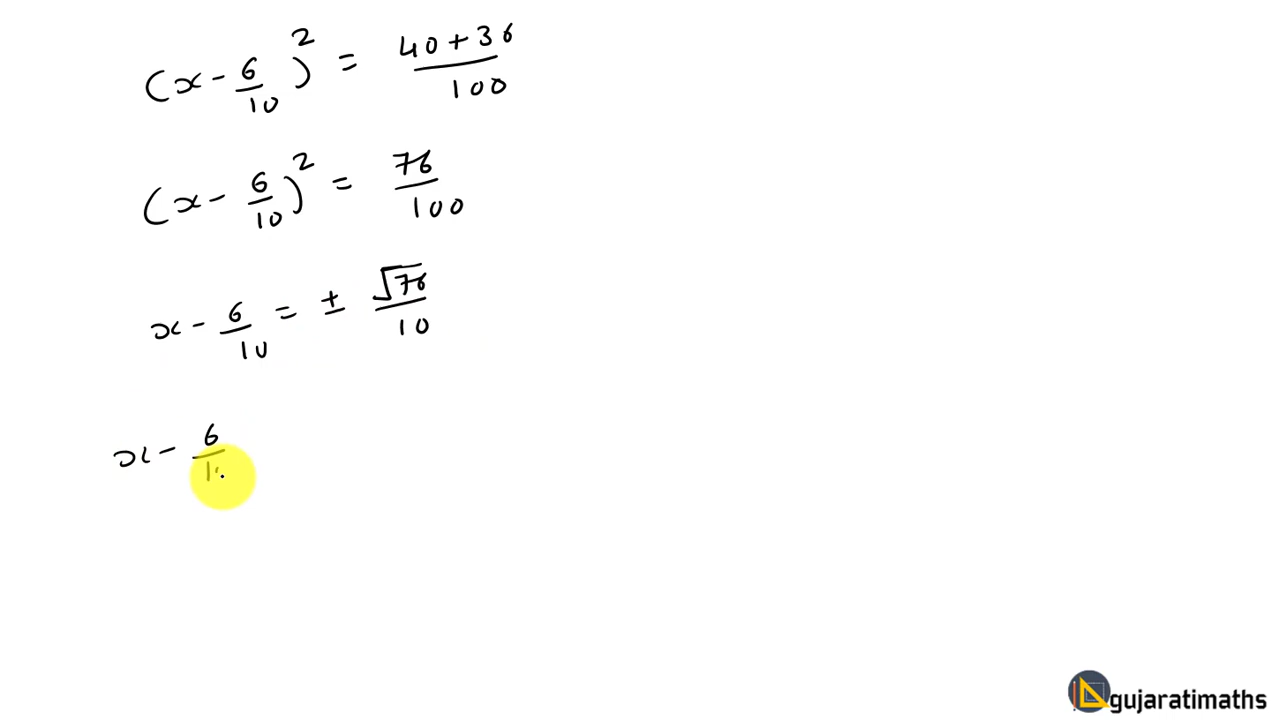 (x - 6/10)² = 40+36/100
(x - 6/10)² = 76/100
x - 6/10 = ± √76/10
x - 6/1
gujaratimaths